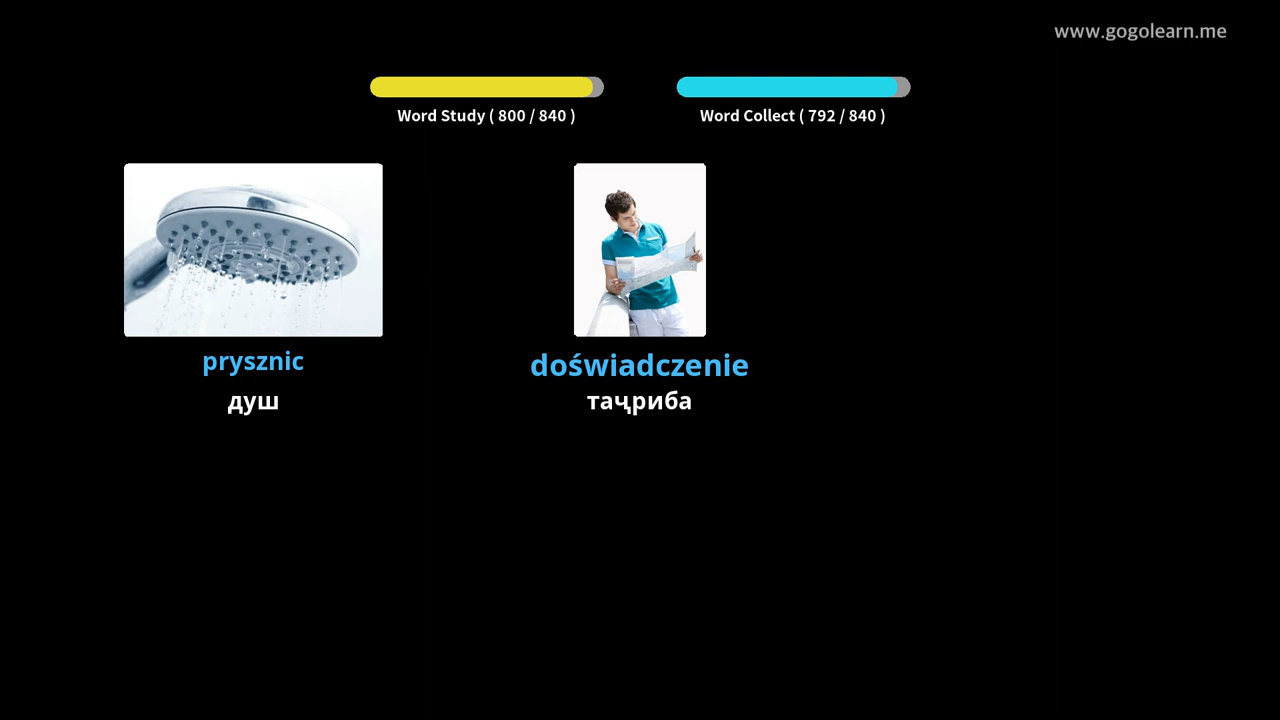 www.gogolearn.me
Word Study ( 800 / 840 )
Word Collect ( 792 / 840 )
prysznic
душ
doświadczenie
таҷриба